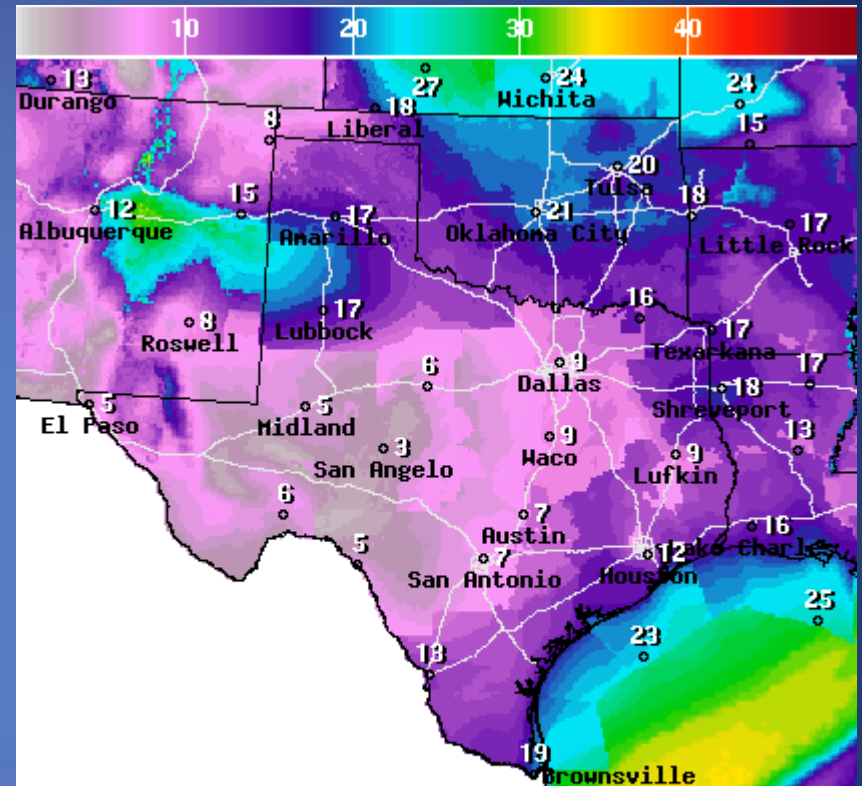 10 20 30 40
13
Durango
27
24
Wichita
24
18
Liberal
8
15
20
Tulsa
12
Albuquerque
15
17
Amarillo
21
Oklahoma City
18
17
Little Rock
8
Roswell
17
Lubbock
16
17
Texarkana
6
9
Dallas
17
18
Shreveport
5
El Paso
5
Midland
3
San Angelo
9
Waco
9
Lufkin
13
6
7
Austin
16
Lake Charles
5
7
San Antonio
12
Houston
25
23
13
19
Brownsville